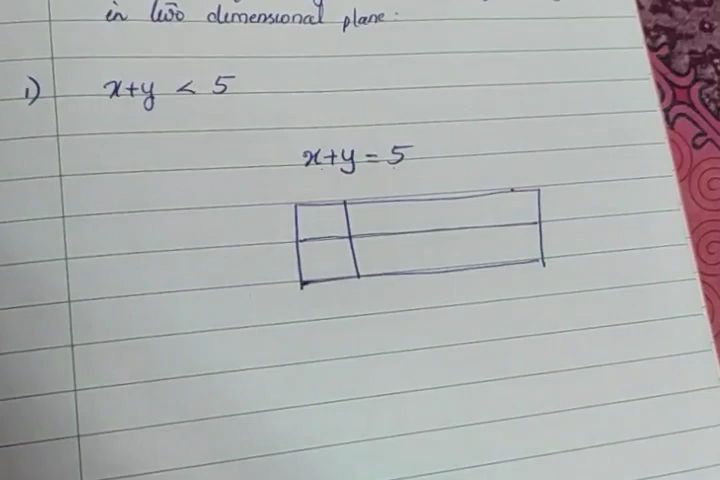 in two dimensional plane.
1) x+y < 5
x+y = 5